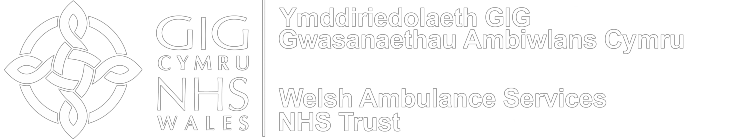 GIG
CYMRU
NHS
WALES
Ymddiriedolaeth GIG
Gwasanaethau Ambiwlans Cymru
Welsh Ambulance Services
NHS Trust